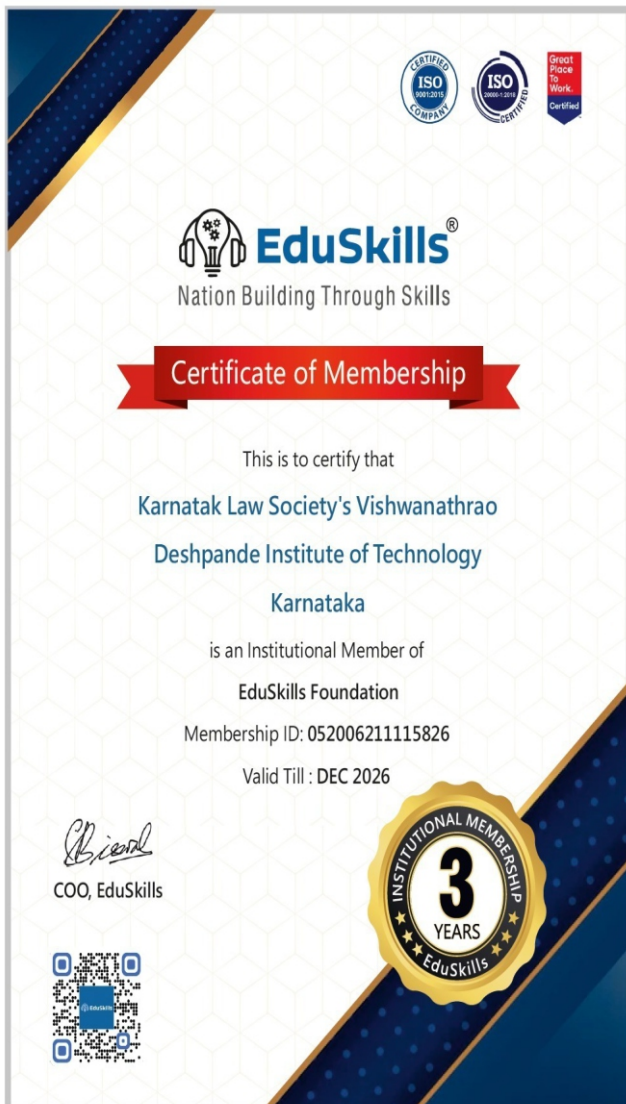 CERTIFIED
ISO
9001:2015
COMPANY
ISO
20000-1:2018
CERTIFIED
Great
Place
To
Work.
Certified
EduSkills®
Nation Building Through Skills
Certificate of Membership
This is to certify that
Karnatak Law Society's Vishwanathrao
Deshpande Institute of Technology
Karnataka
is an Institutional Member of
EduSkills Foundation
Membership ID: 052006211115826
Valid Till : DEC 2026
COO, EduSkills
INSTITUTIONAL MEMBERSHIP
3
YEARS
EduSkills
EduSkills